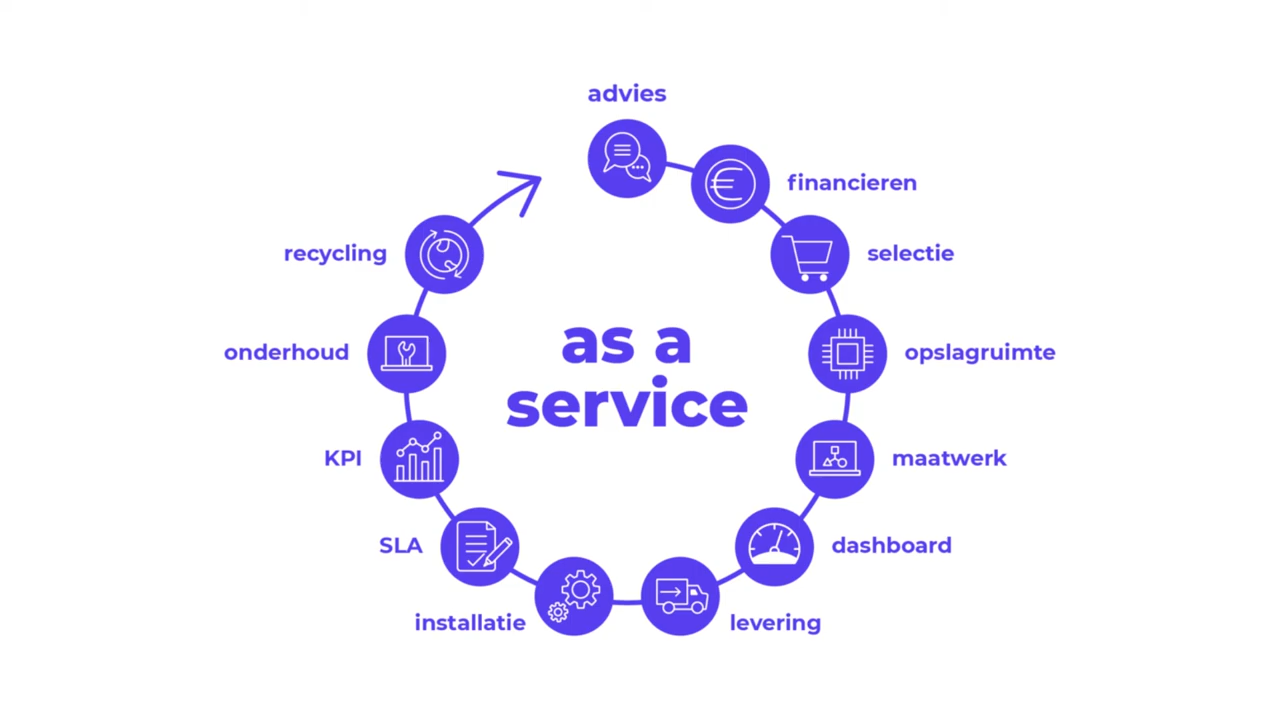 advies
financieren
selectie
opslagruimte
maatwerk
dashboard
levering
installatie
SLA
KPI
onderhoud
recycling
as a
service